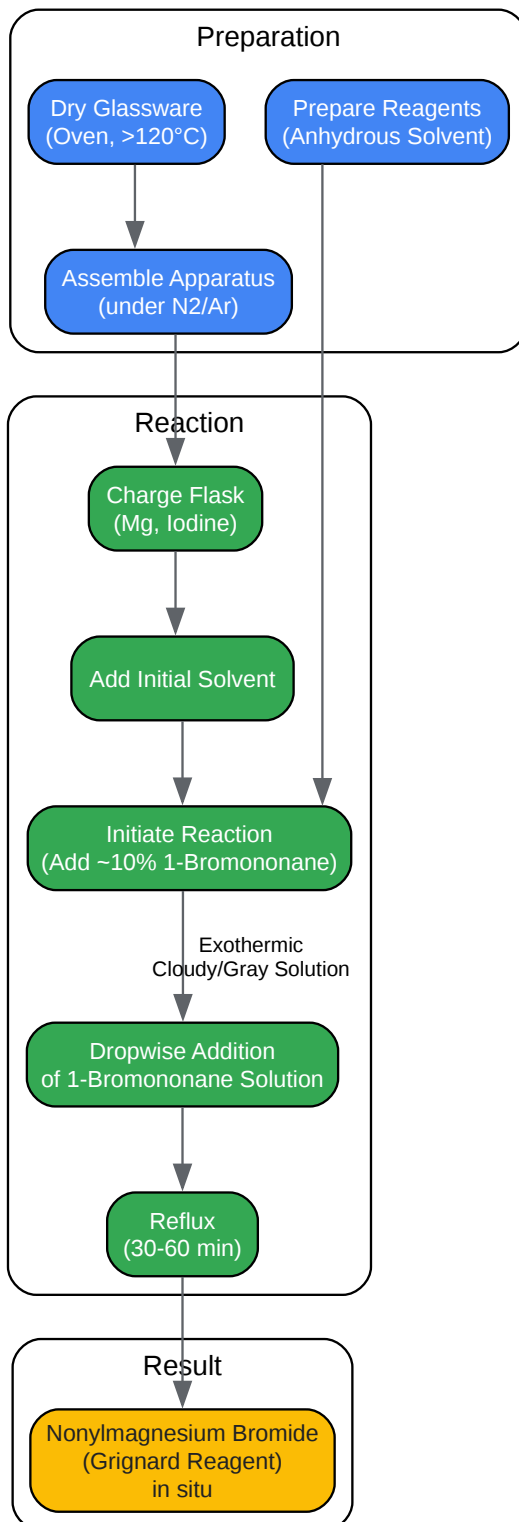 Preparation
Dry Glassware
(Oven, >120°C)
Prepare Reagents
(Anhydrous Solvent)
Assemble Apparatus
(under N2/Ar)
Reaction
Charge Flask
(Mg, Iodine)
Add Initial Solvent
Initiate Reaction
(Add ~10% 1-Bromononane)
Exothermic
Cloudy/Gray Solution
Dropwise Addition
of 1-Bromononane Solution
Reflux
(30-60 min)
Result
Nonylmagnesium Bromide
(Grignard Reagent)
in situ